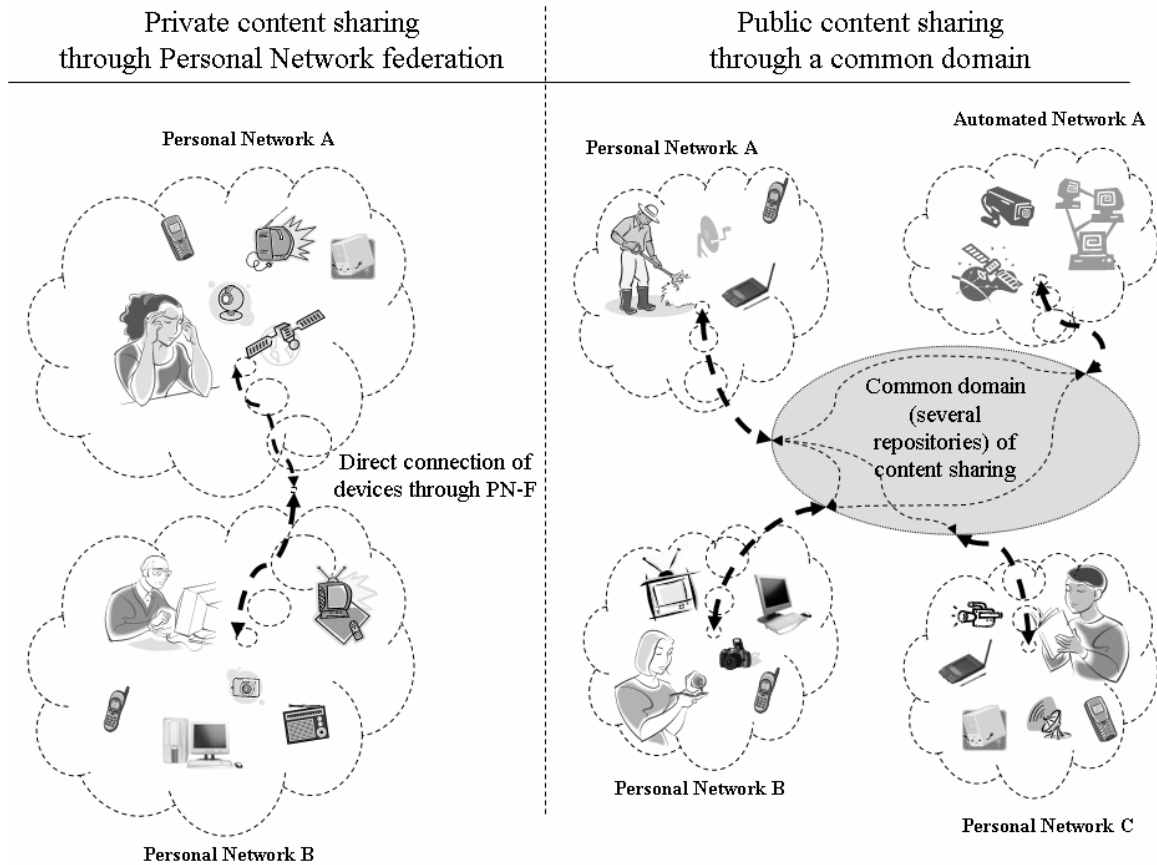 Private content sharing
through Personal Network federation
Public content sharing
through a common domain
Personal Network A
Direct connection of
devices through PN-F
Personal Network B
Personal Network A
Automated Network A
Common domain
(several
repositories) of
content sharing
Personal Network B
Personal Network C